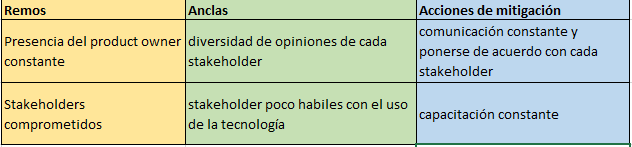 Remos
Anclas
Acciones de mitigación
Presencia del product owner
constante
diversidad de opiniones de cada
stakeholder
comunicación constante y
ponerse de acuerdo con cada
stakeholder
Stakeholders
comprometidos
stakeholder poco habiles con el uso
de la tecnología
capacitación constante